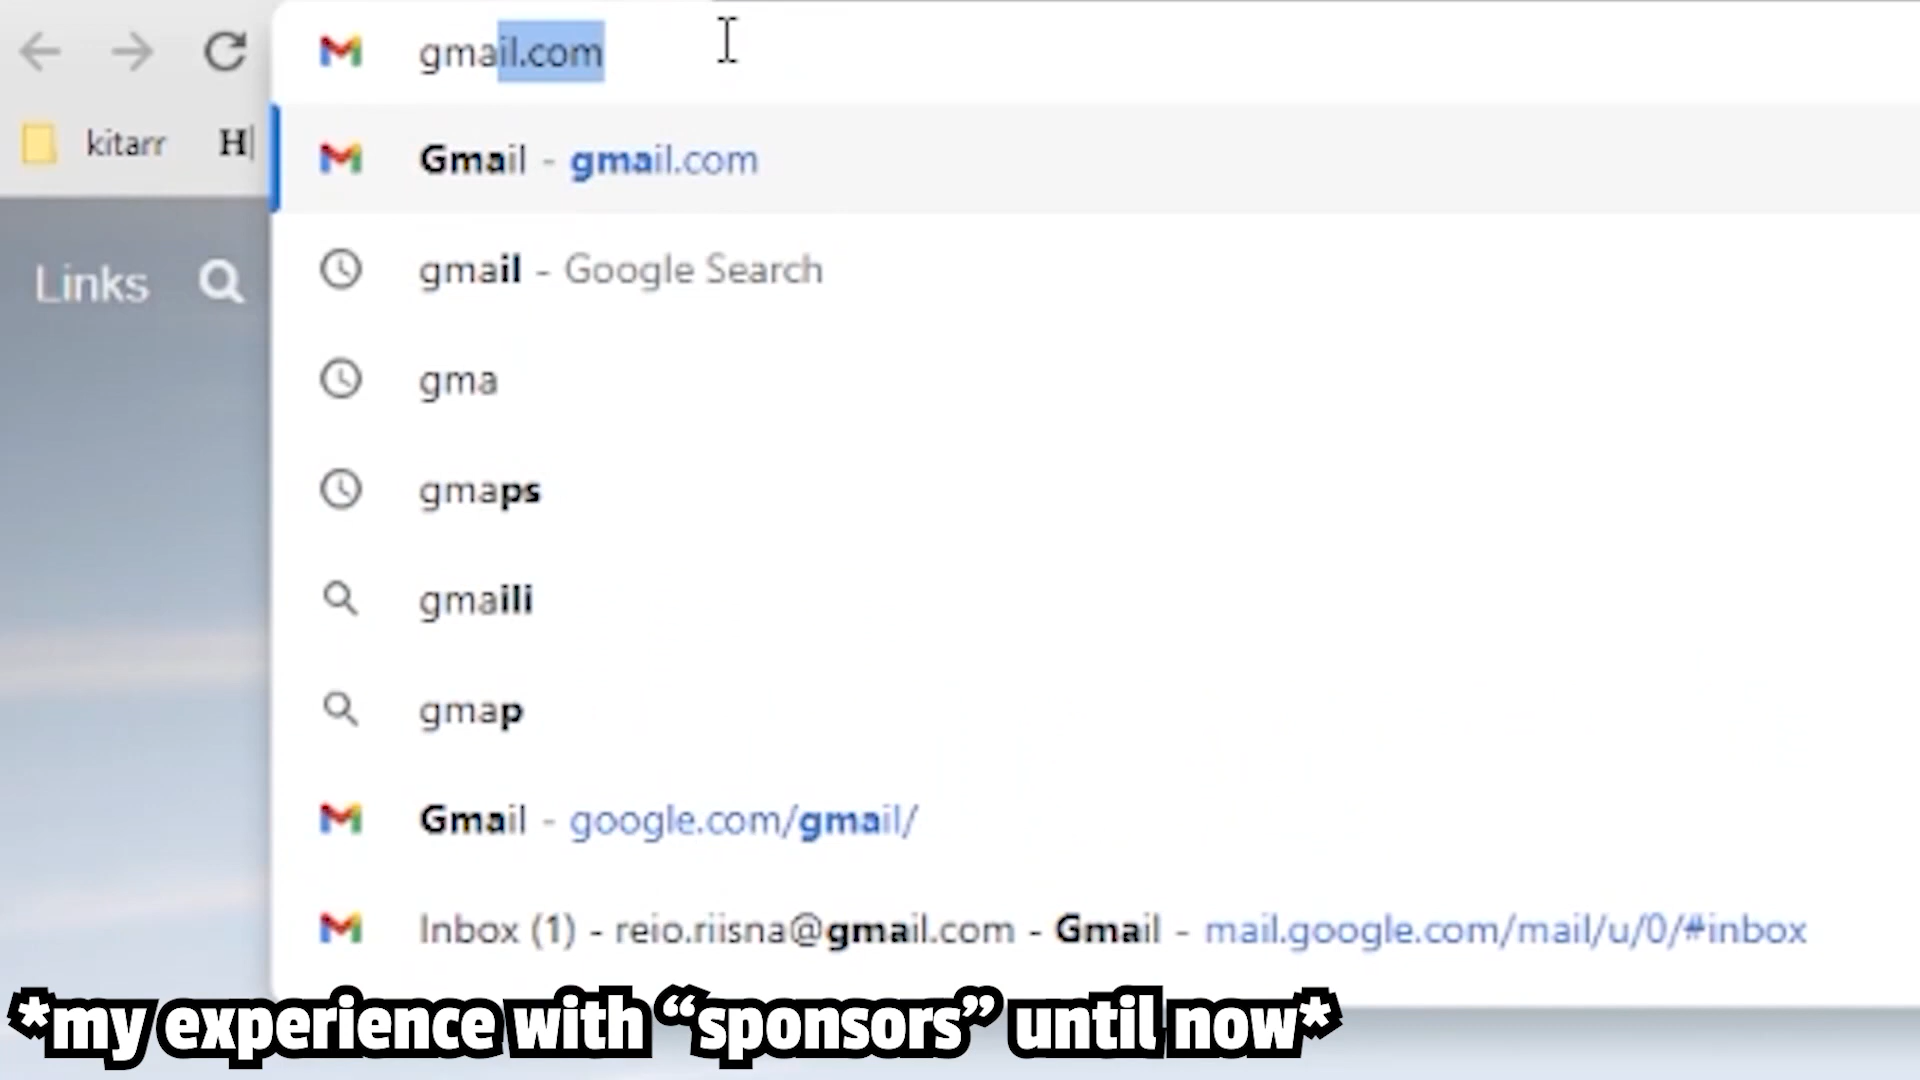 gmail.com
kitarr H
Gmail - gmail.com
Links
gmail - Google Search
gma
gmaps
gmaili
gmap
Gmail - google.com/gmail/
Inbox (1) - reio.riisna@gmail.com - Gmail - mail.google.com/mail/u/0/#inbox
*my experience with “sponsors” until now*